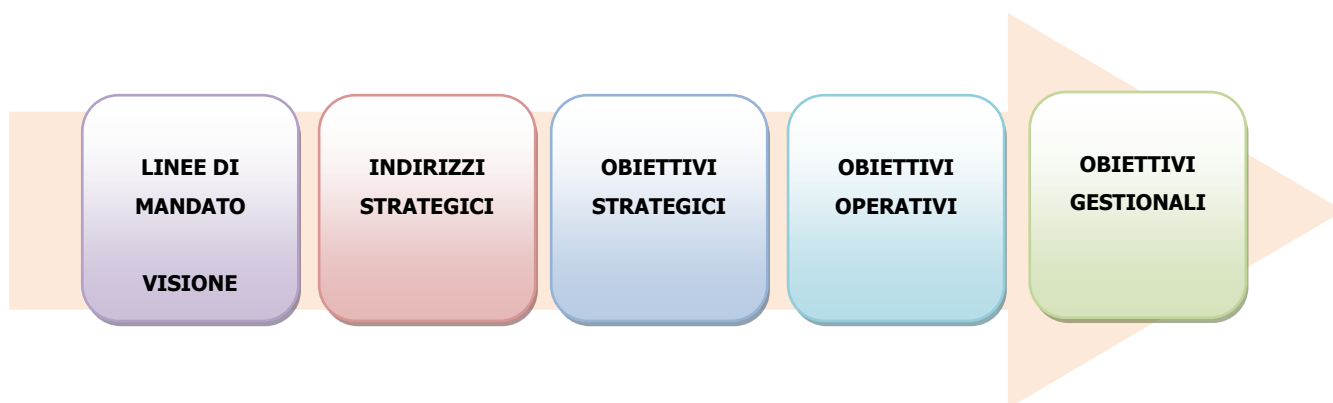 LINEE DI
MANDATO
VISIONE
INDIRIZZI
STRATEGICI
OBIETTIVI
STRATEGICI
OBIETTIVI
OPERATIVI
OBIETTIVI
GESTIONALI